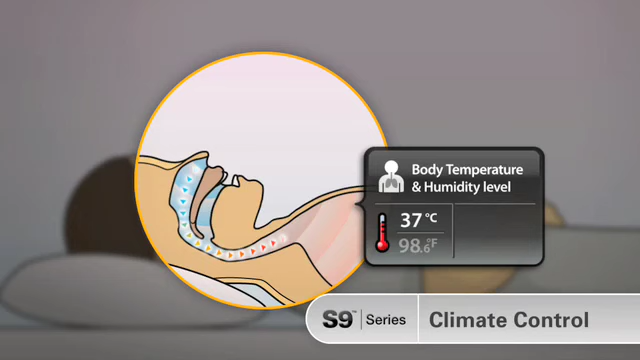 Body Temperature
& Humidity level
37 °C
98.6°F
S9™ Series
Climate Control